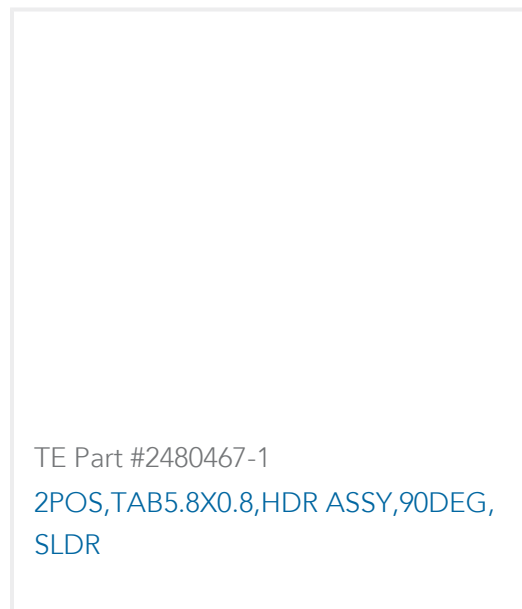 TE Part #2480467-1
2POS,TAB5.8X0.8,HDR ASSY,90DEG,
SLDR